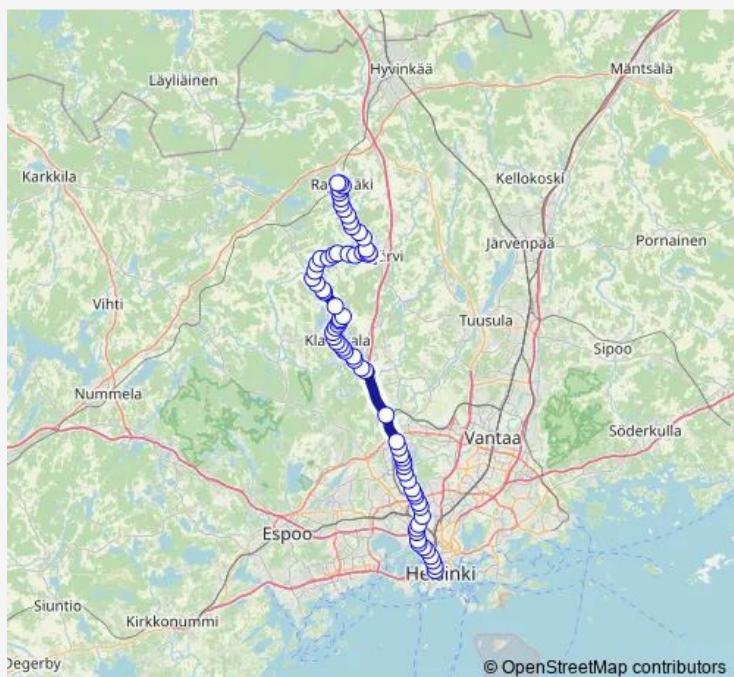 Hyvinkää
Mäntsälä
Läyliäinen
Karkkila
Kellokoski
Järvenpää
Pornainen
Vihti
Tuusula
Sipoo
Nummela
Vantaa
Söderkulla
Espoo
Helsinki
Siuntio
Kirkkonummi
Degerby
© OpenStreetMap contributors